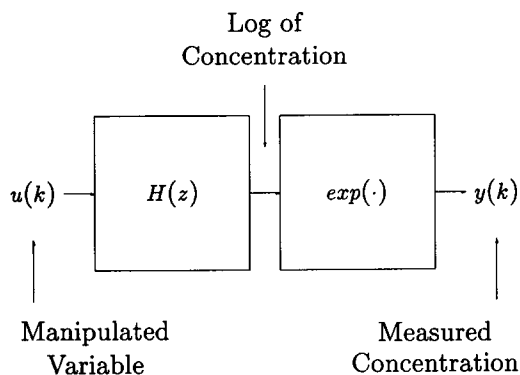 Log of
Concentration
u(k)
H(z)
exp(·)
y(k)
Manipulated
Variable
Measured
Concentration